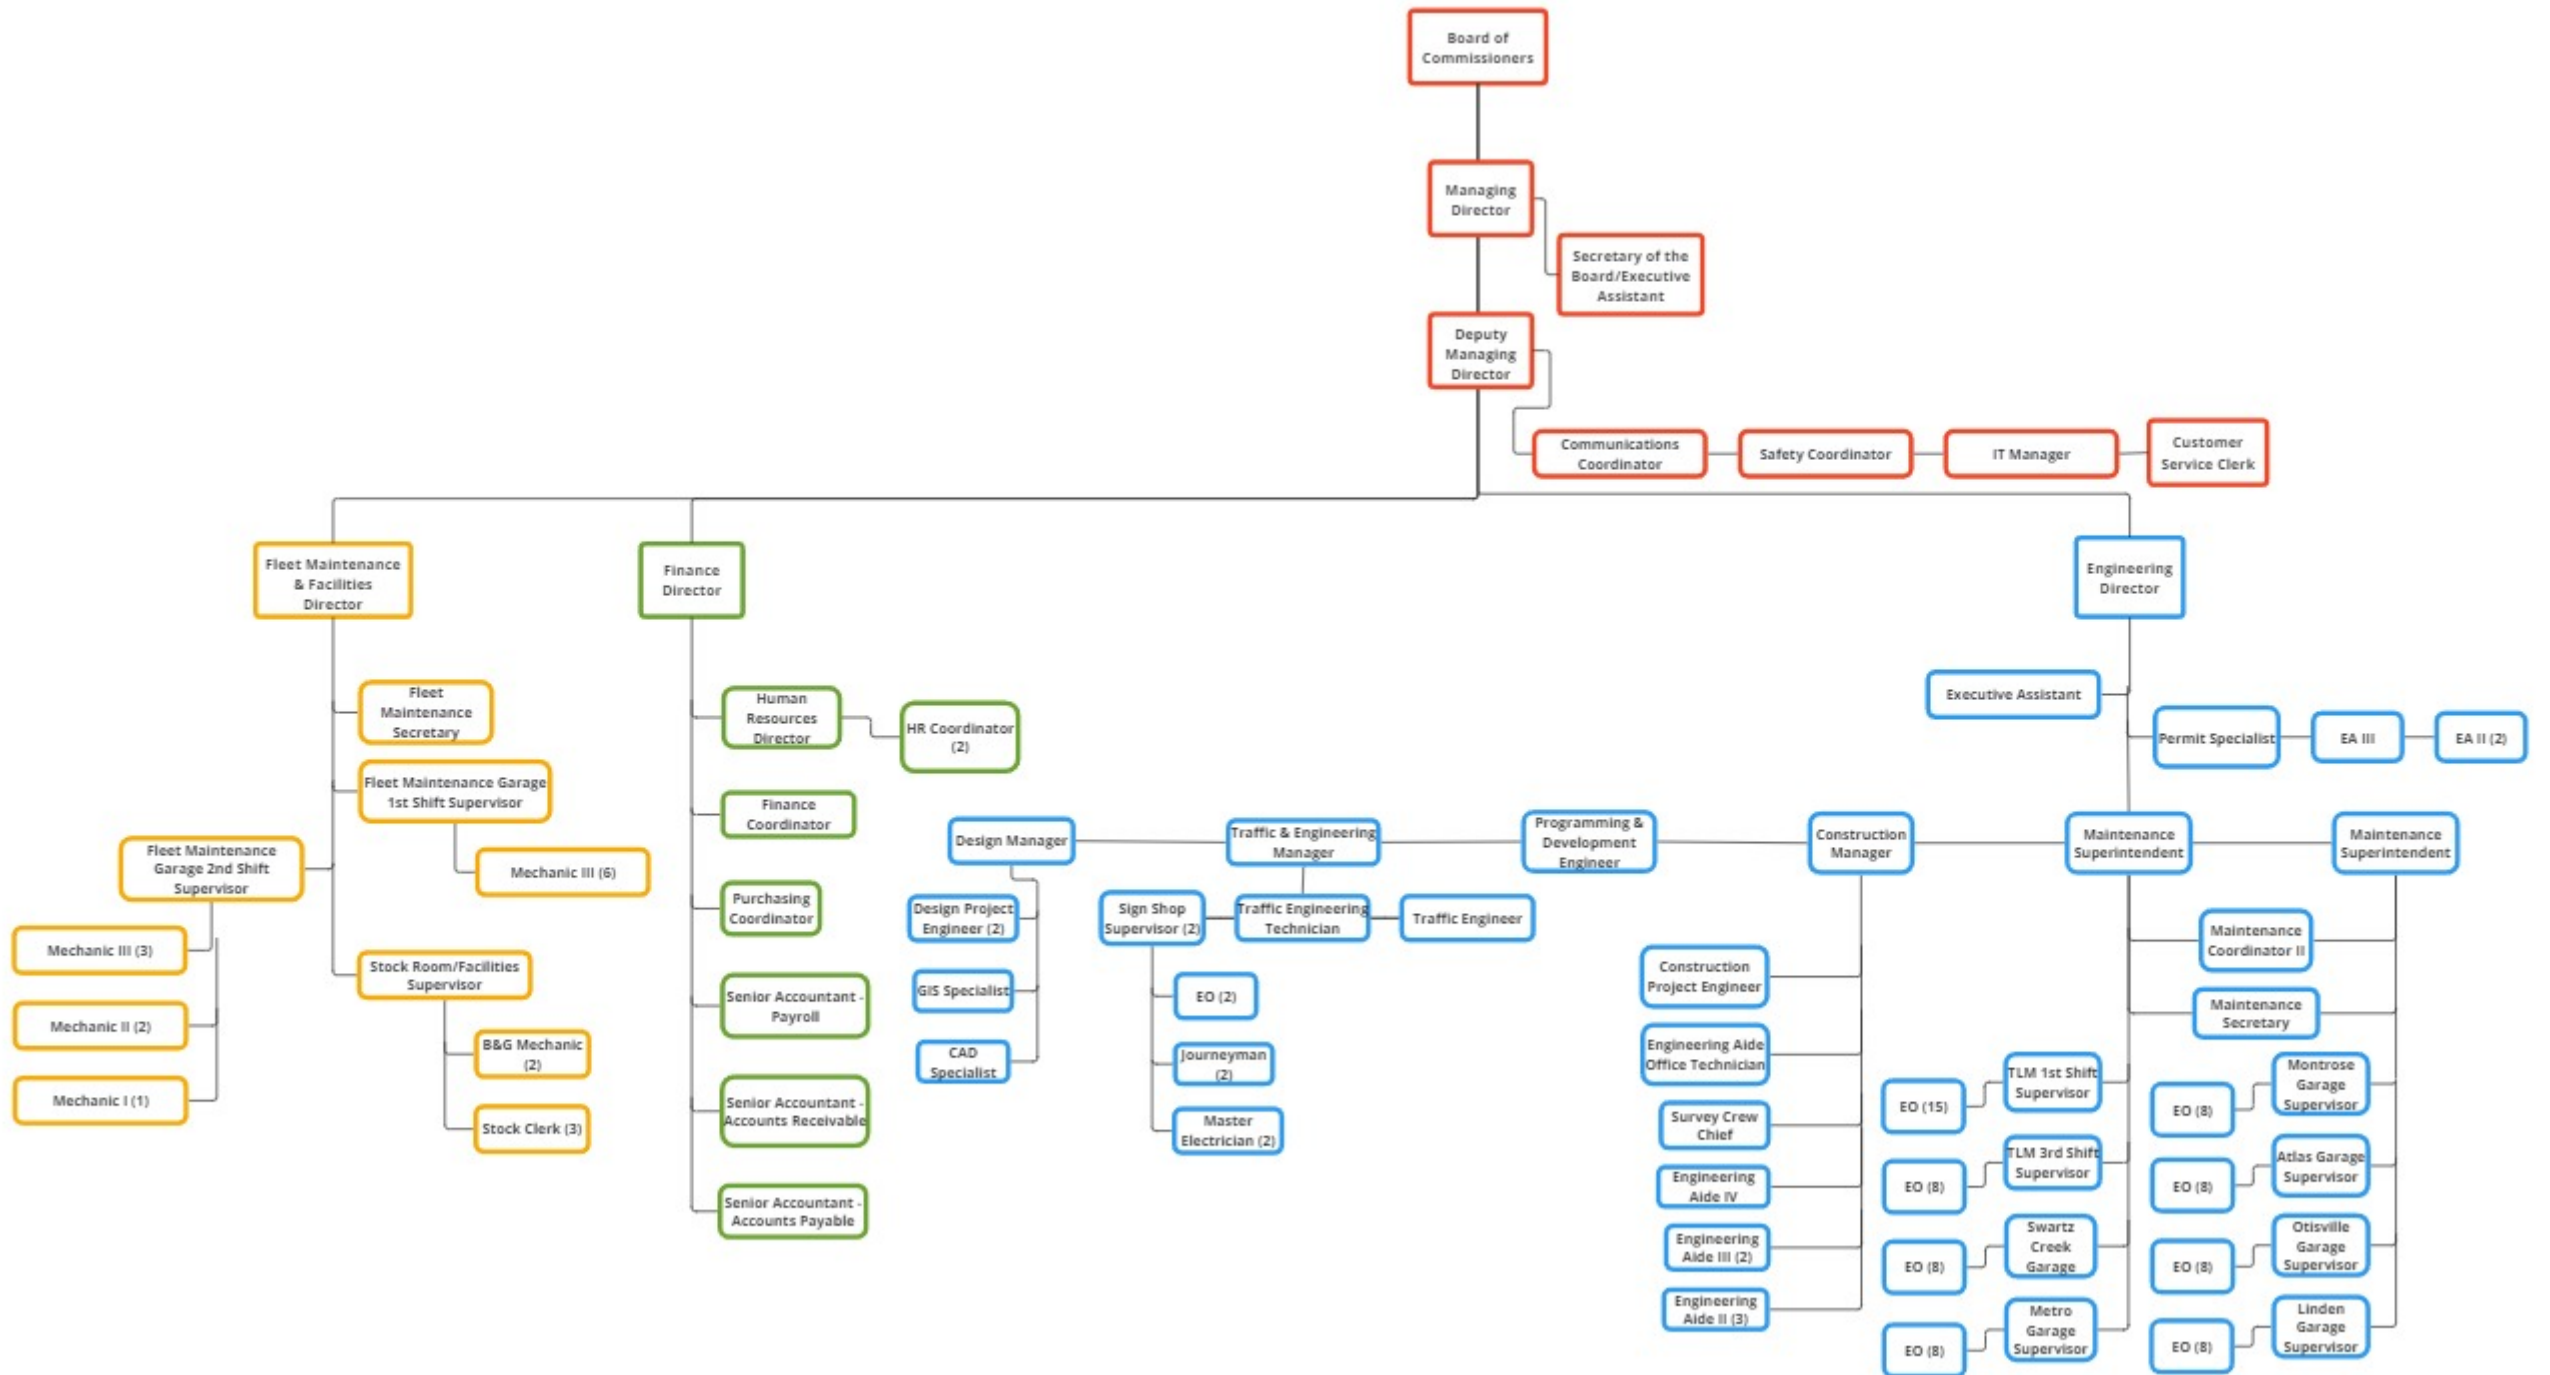 Board of
Commissioners
Managing
Director
Secretary of the
Board/Executive
Assistant
Deputy
Managing
Director
Communications
Coordinator
Safety Coordinator
IT Manager
Customer
Service Clerk
Fleet Maintenance
& Facilities
Director
Finance
Director
Engineering
Director
Fleet
Maintenance
Secretary
Fleet Maintenance Garage
1st Shift Supervisor
Mechanic III (6)
Fleet Maintenance
Garage 2nd Shift
Supervisor
Mechanic III (3)
Mechanic II (2)
Mechanic I (1)
Stock Room/Facilities
Supervisor
B&G Mechanic
(2)
Stock Clerk (3)
Human
Resources
Director
HR Coordinator
(2)
Finance
Coordinator
Purchasing
Coordinator
Senior Accountant -
Payroll
Senior Accountant -
Accounts Receivable
Senior Accountant -
Accounts Payable
Executive Assistant
Permit Specialist
EA III
EA II (2)
Design Manager
Traffic & Engineering
Manager
Programming &
Development
Engineer
Construction
Manager
Maintenance
Superintendent
Maintenance
Superintendent
Design Project
Engineer (2)
GIS Specialist
CAD
Specialist
Sign Shop
Supervisor (2)
Traffic Engineering
Technician
Traffic Engineer
EO (2)
Journeyman
(2)
Master
Electrician (2)
Construction
Project Engineer
Engineering Aide
Office Technician
Survey Crew
Chief
Engineering
Aide IV
Engineering
Aide III (2)
Engineering
Aide II (3)
Maintenance
Coordinator II
Maintenance
Secretary
TLM 1st Shift
Supervisor
EO (15)
TLM 3rd Shift
Supervisor
EO (8)
Swartz
Creek
Garage
EO (8)
Metro
Garage
Supervisor
EO (8)
Montrose
Garage
Supervisor
EO (8)
Atlas Garage
Supervisor
EO (8)
Otisville
Garage
Supervisor
EO (8)
Linden
Garage
Supervisor
EO (8)